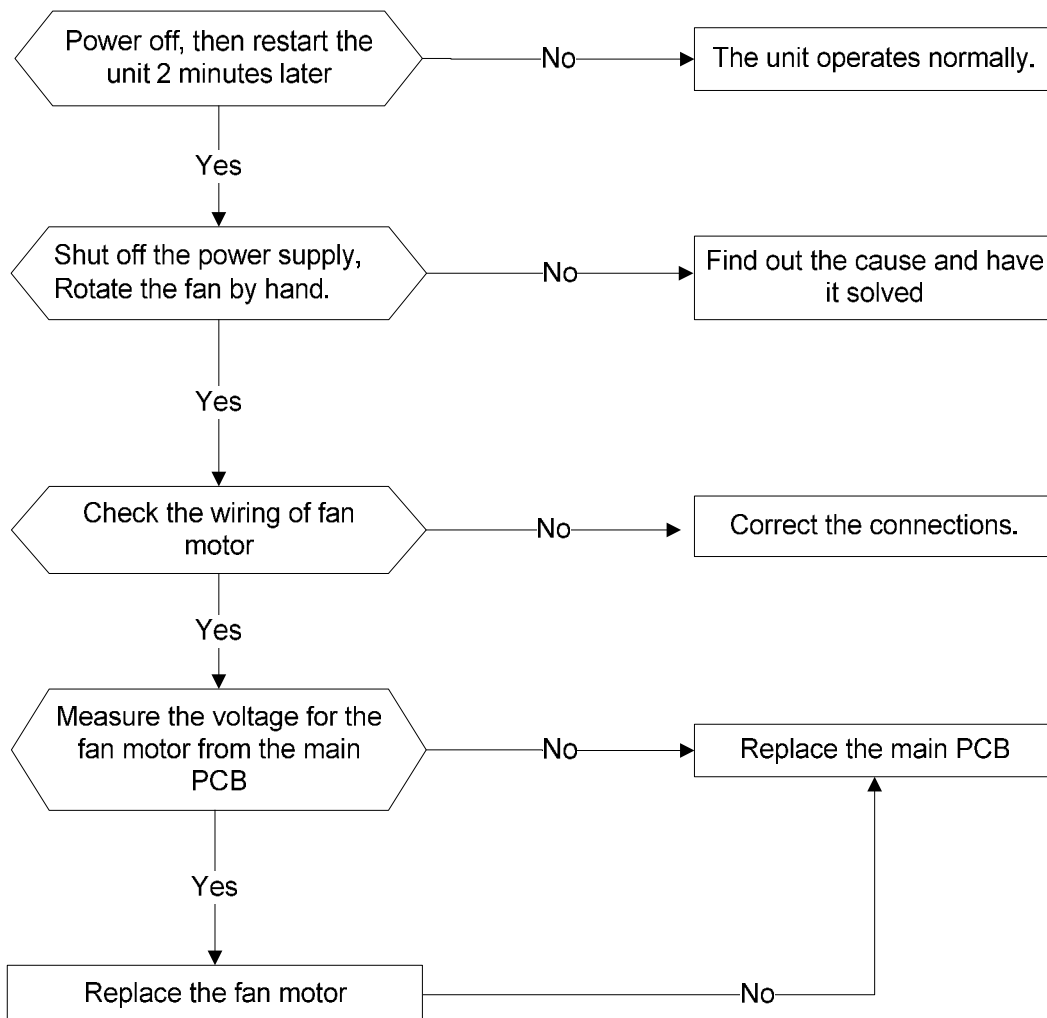 Power off, then restart the
unit 2 minutes later
No
The unit operates normally.
Yes
Shut off the power supply,
Rotate the fan by hand.
No
Find out the cause and have
it solved
Yes
Check the wiring of fan
motor
No
Correct the connections.
Yes
Measure the voltage for the
fan motor from the main
PCB
No
Replace the main PCB
Yes
Replace the fan motor
No